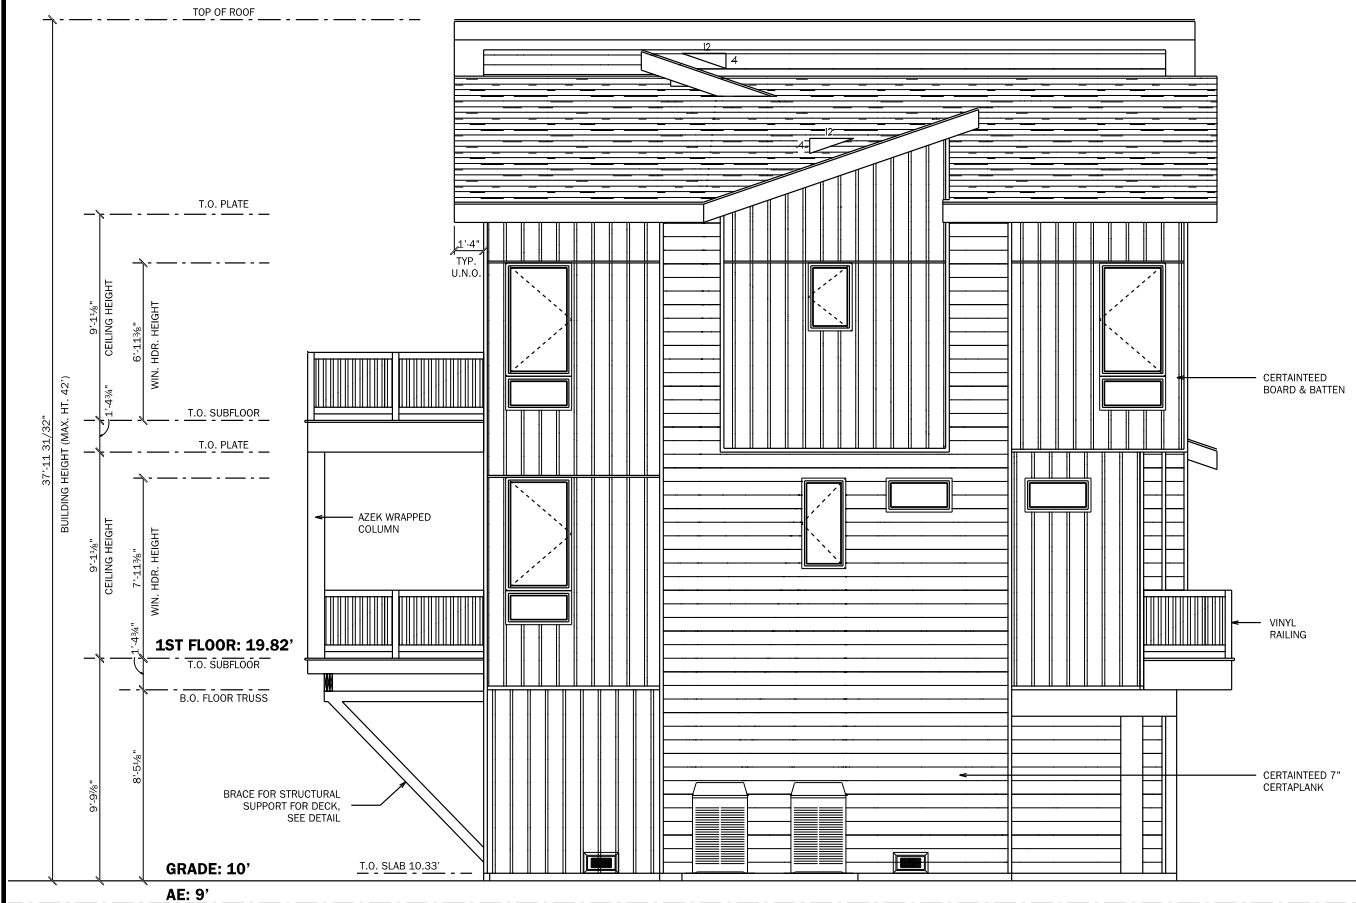 TOP OF ROOF
12
4
12
4
T.O. PLATE
1'-4"
TYP.
U.N.O.
9'-1⅛"
CEILING HEIGHT
6'-11⅜"
WIN. HDR. HEIGHT
1'-4¾"
T.O. SUBFLOOR
T.O. PLATE
37'-11 31/32"
BUILDING HEIGHT (MAX. HT. 42')
CERTAINTEED
BOARD & BATTEN
AZEK WRAPPED
COLUMN
9'-1⅛"
CEILING HEIGHT
7'-11⅜"
WIN. HDR. HEIGHT
1'-4¾"
1ST FLOOR: 19.82'
T.O. SUBFLOOR
B.O. FLOOR TRUSS
VINYL
RAILING
9'-9⅞"
8'-5⅛"
BRACE FOR STRUCTURAL
SUPPORT FOR DECK,
SEE DETAIL
CERTAINTEED 7"
CERTAPLANK
T.O. SLAB 10.33'
GRADE: 10'
AE: 9'